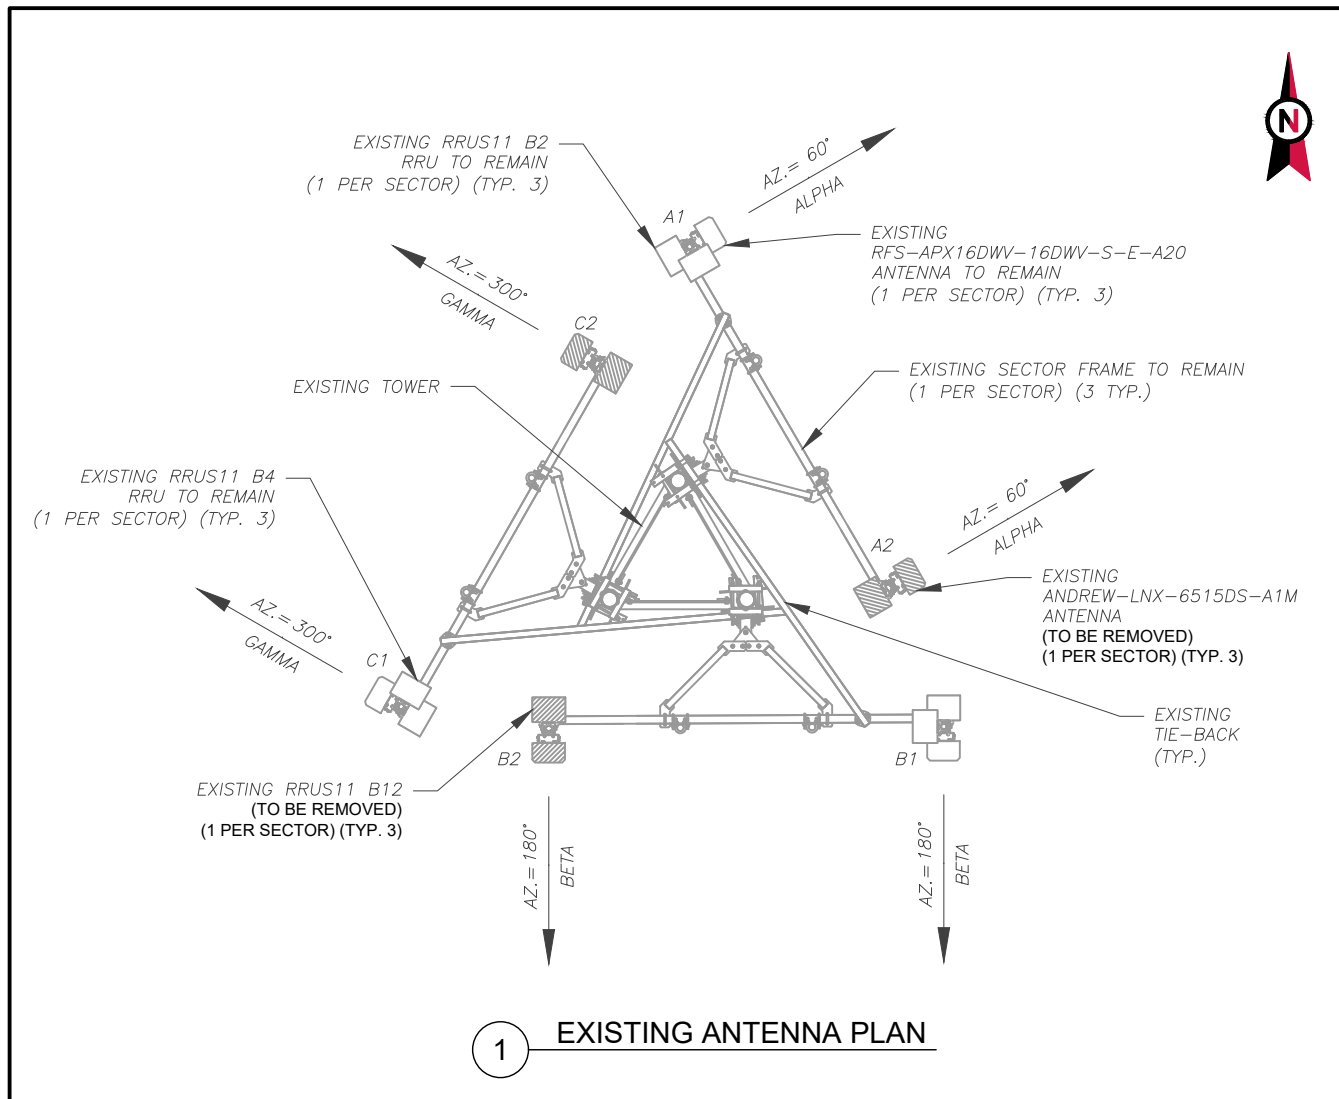 N
EXISTING RRUS11 B2
RRU TO REMAIN
(1 PER SECTOR) (TYP. 3)
AZ.= 60°
ALPHA
A1
EXISTING
RFS-APX16DWV-16DWV-S-E-A20
ANTENNA TO REMAIN
(1 PER SECTOR) (TYP. 3)
AZ.= 300°
GAMMA
C2
EXISTING TOWER
EXISTING SECTOR FRAME TO REMAIN
(1 PER SECTOR) (3 TYP.)
EXISTING RRUS11 B4
RRU TO REMAIN
(1 PER SECTOR) (TYP. 3)
AZ.= 60°
ALPHA
A2
EXISTING
ANDREW-LNX-6515DS-A1M
ANTENNA
(TO BE REMOVED)
(1 PER SECTOR) (TYP. 3)
AZ.= 300°
GAMMA
C1
EXISTING
TIE-BACK
(TYP.)
B2
B1
EXISTING RRUS11 B12
(TO BE REMOVED)
(1 PER SECTOR) (TYP. 3)
AZ.= 180°
BETA
AZ.= 180°
BETA
1
EXISTING ANTENNA PLAN